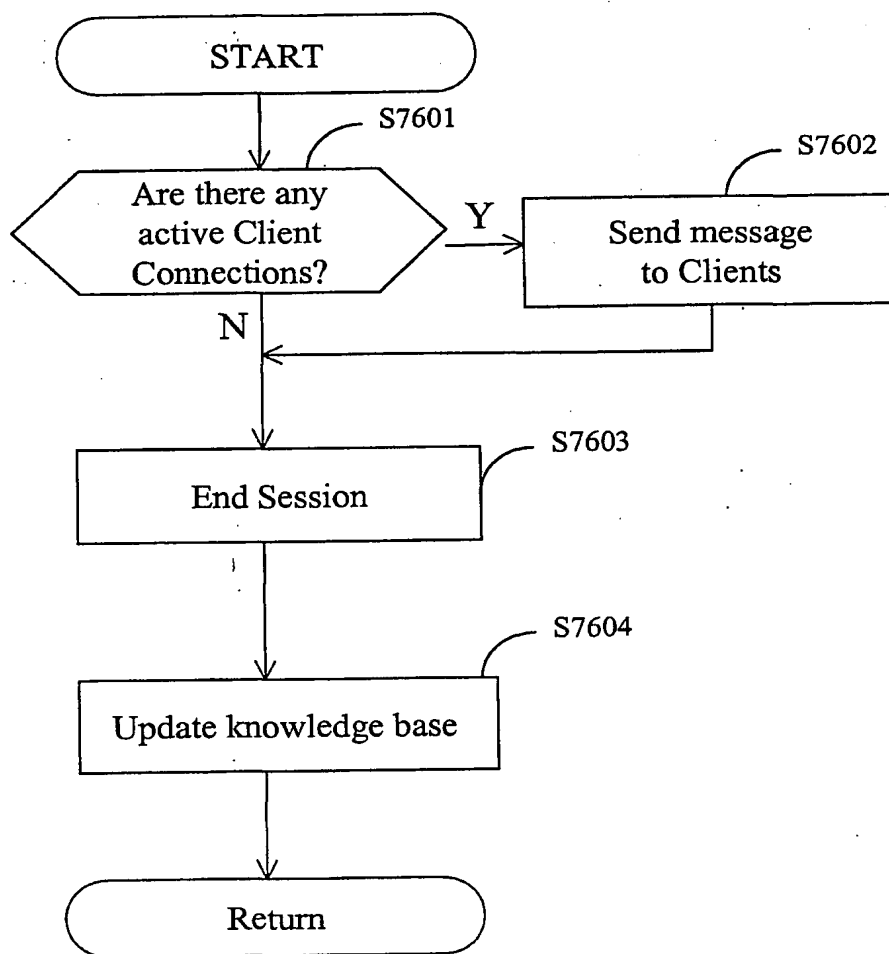 START
S7601
S7602
Are there any
active Client
Connections?
Y
Send message
to Clients
N
S7603
End Session
S7604
Update knowledge base
Return